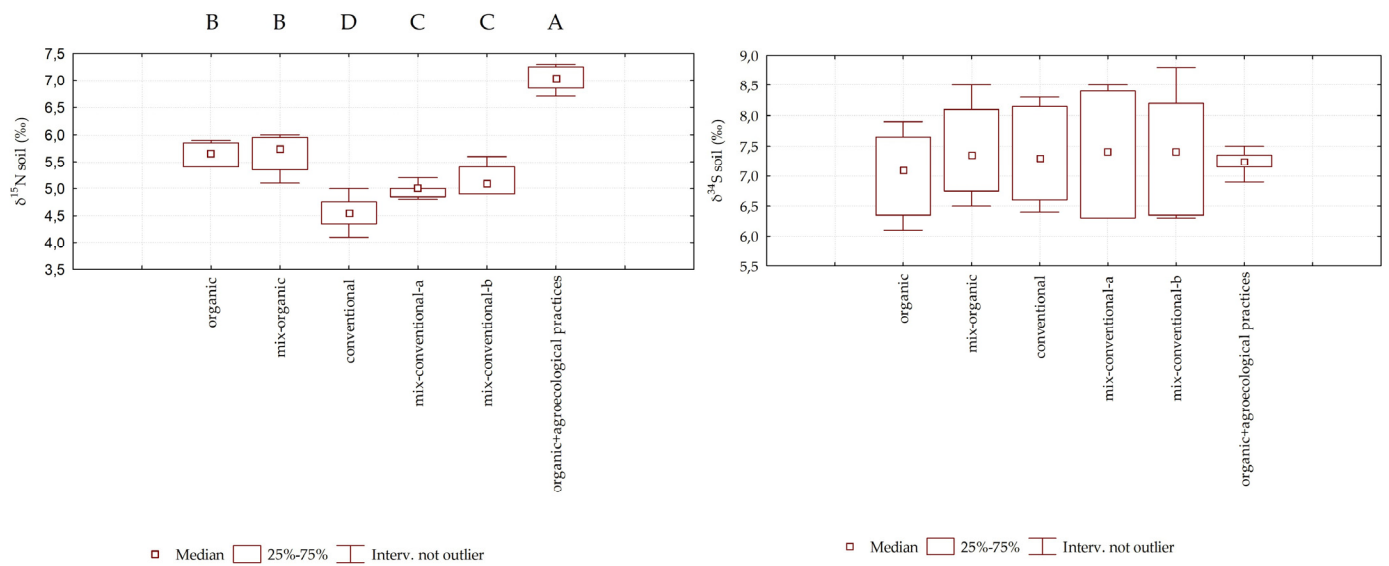 B B D C C A
7,5
7,0
6,5
6,0
5,5
5,0
4,5
4,0
3,5
δ15N soil (‰)
organic
mix-organic
conventional
mix-conventional-a
mix-conventional-b
organic+agroecological practices
Median 25%-75% Interv. not outlier
9,0
8,5
8,0
7,5
7,0
6,5
6,0
5,5
δ34S soil (‰)
organic
mix-organic
conventional
mix-conventional-a
mix-conventional-b
organic+agroecological practices
Median 25%-75% Interv. not outlier